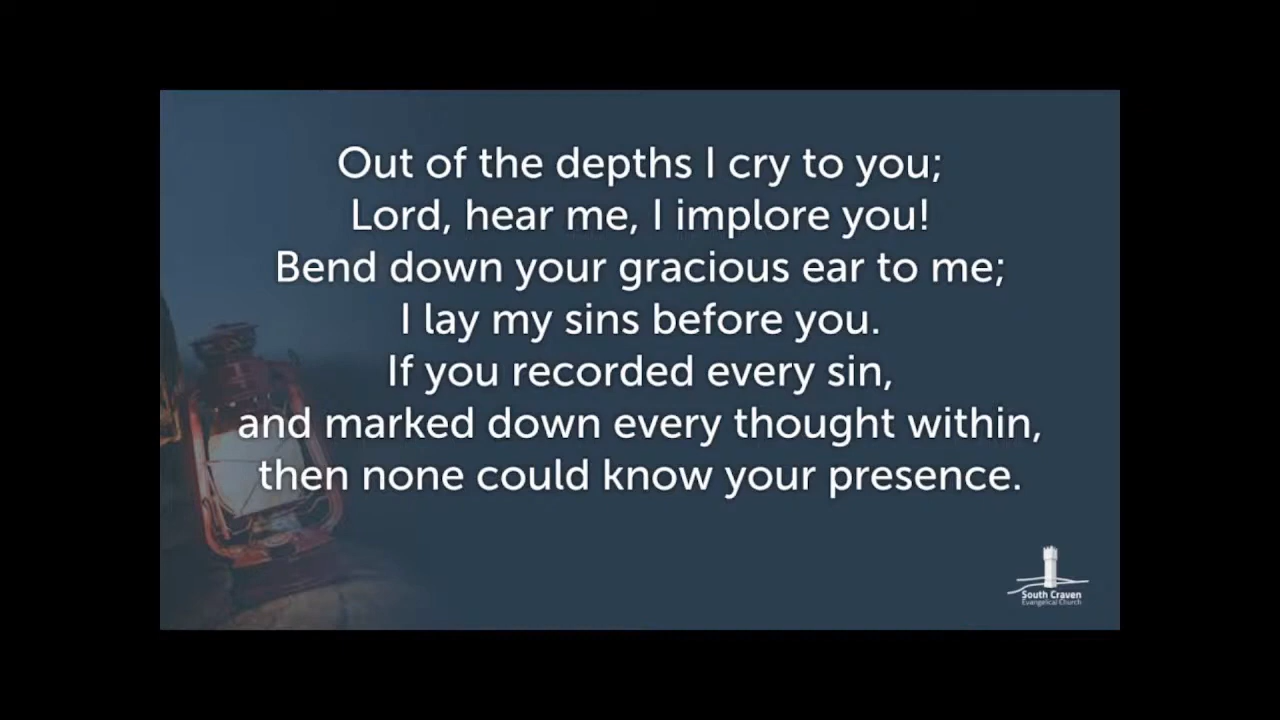 Out of the depths I cry to you;
Lord, hear me, I implore you!
Bend down your gracious ear to me;
I lay my sins before you.
If you recorded every sin,
and marked down every thought within,
then none could know your presence.
South Craven
Evangelical Church